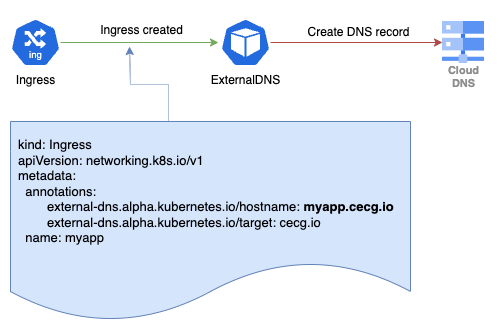 Ingress created
Create DNS record
ing
Ingress
ExternalDNS
Cloud
DNS
kind: Ingress
apiVersion: networking.k8s.io/v1
metadata:
  annotations:
      external-dns.alpha.kubernetes.io/hostname: myapp.cecg.io
      external-dns.alpha.kubernetes.io/target: cecg.io
  name: myapp